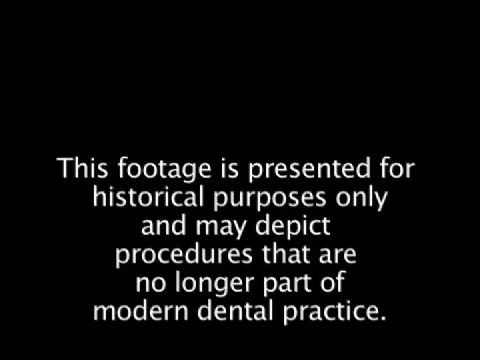 This footage is presented for
historical purposes only
and may depict
procedures that are
no longer part of
modern dental practice.